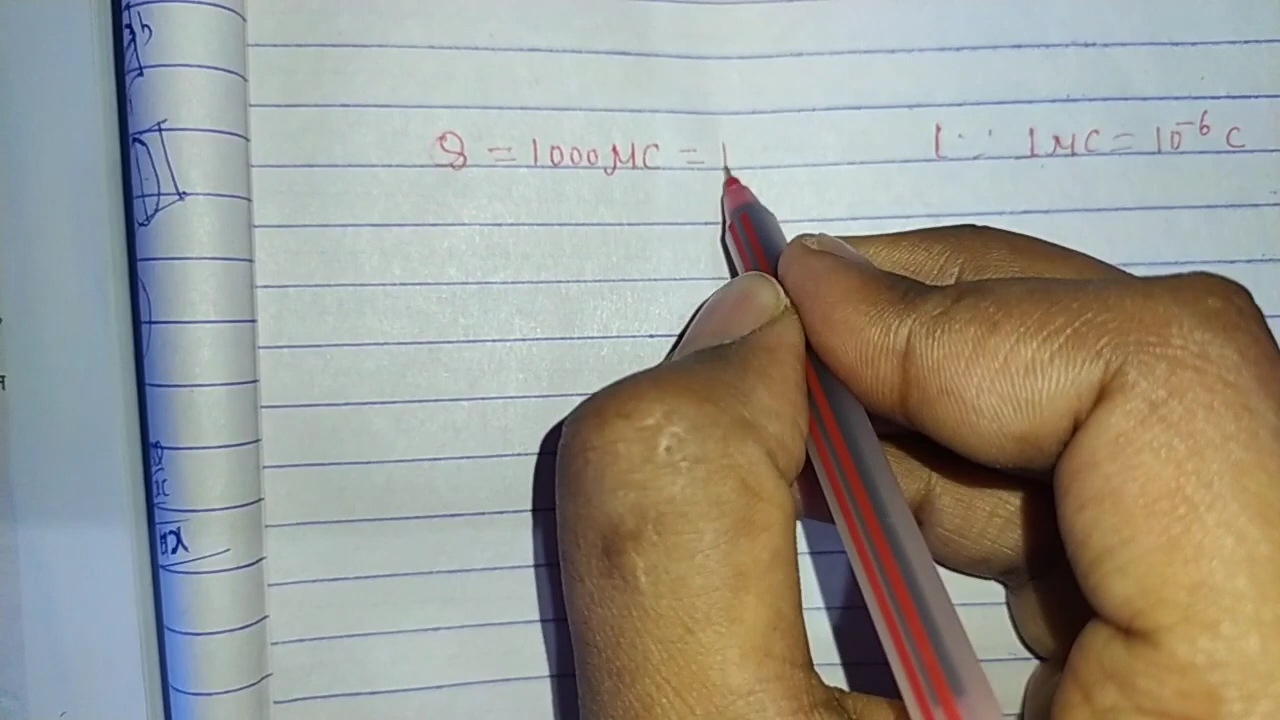 Q = 1000 μC = 1
[∵ 1 μC = 10⁻⁶ C